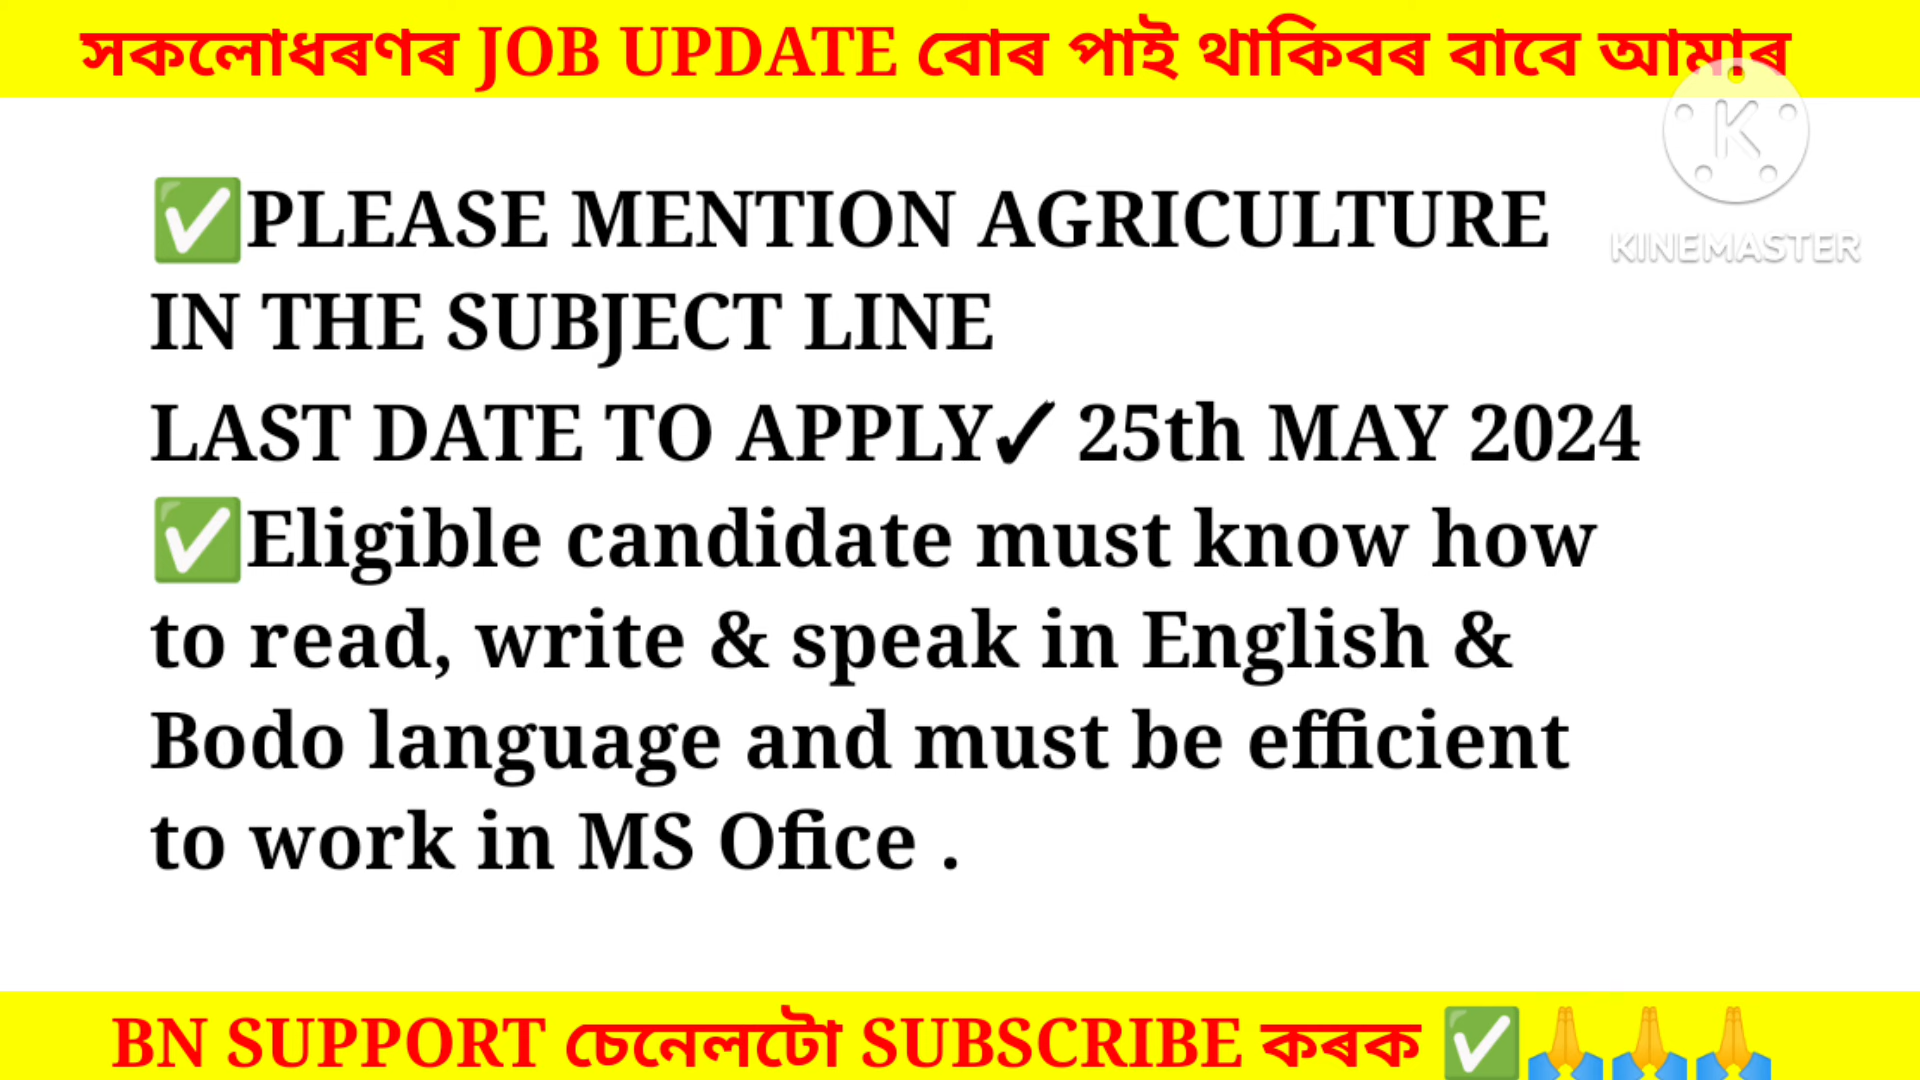 সকলোধৰণৰ JOB UPDATE বোৰ পাই থাকিবৰ বাবে আমাৰ
K
KINEMASTER
✅PLEASE MENTION AGRICULTURE
IN THE SUBJECT LINE
LAST DATE TO APPLY✓ 25th MAY 2024
✅Eligible candidate must know how
to read, write & speak in English &
Bodo language and must be efficient
to work in MS Ofice .
BN SUPPORT চেনেলটো SUBSCRIBE কৰক ✅🙏🙏🙏